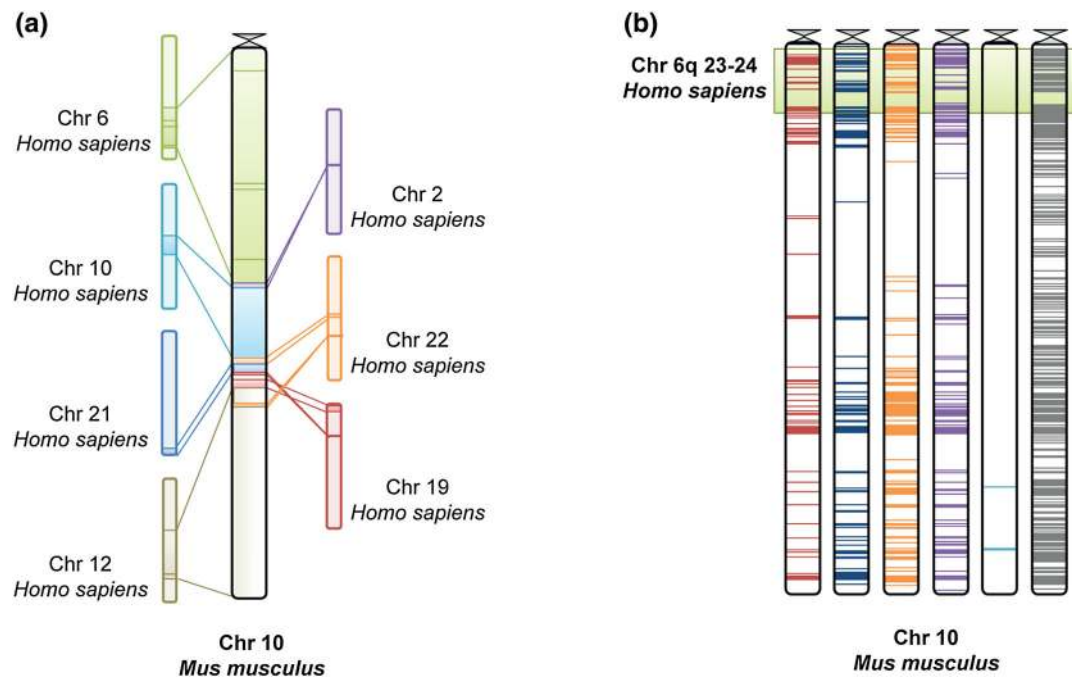 (a)
Chr 6
Homo sapiens
Chr 10
Homo sapiens
Chr 21
Homo sapiens
Chr 12
Homo sapiens
Chr 2
Homo sapiens
Chr 22
Homo sapiens
Chr 19
Homo sapiens
Chr 10
Mus musculus
(b)
Chr 6q 23-24
Homo sapiens
Chr 10
Mus musculus